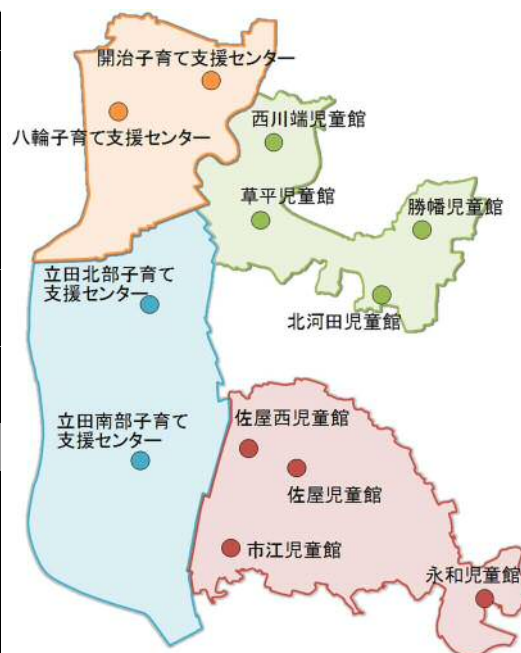 開治子育て支援センター
八輪子育て支援センター
西川端児童館
草平児童館
勝幡児童館
北河田児童館
立田北部子育て
支援センター
立田南部子育て
支援センター
佐屋西児童館
佐屋児童館
市江児童館
永和児童館